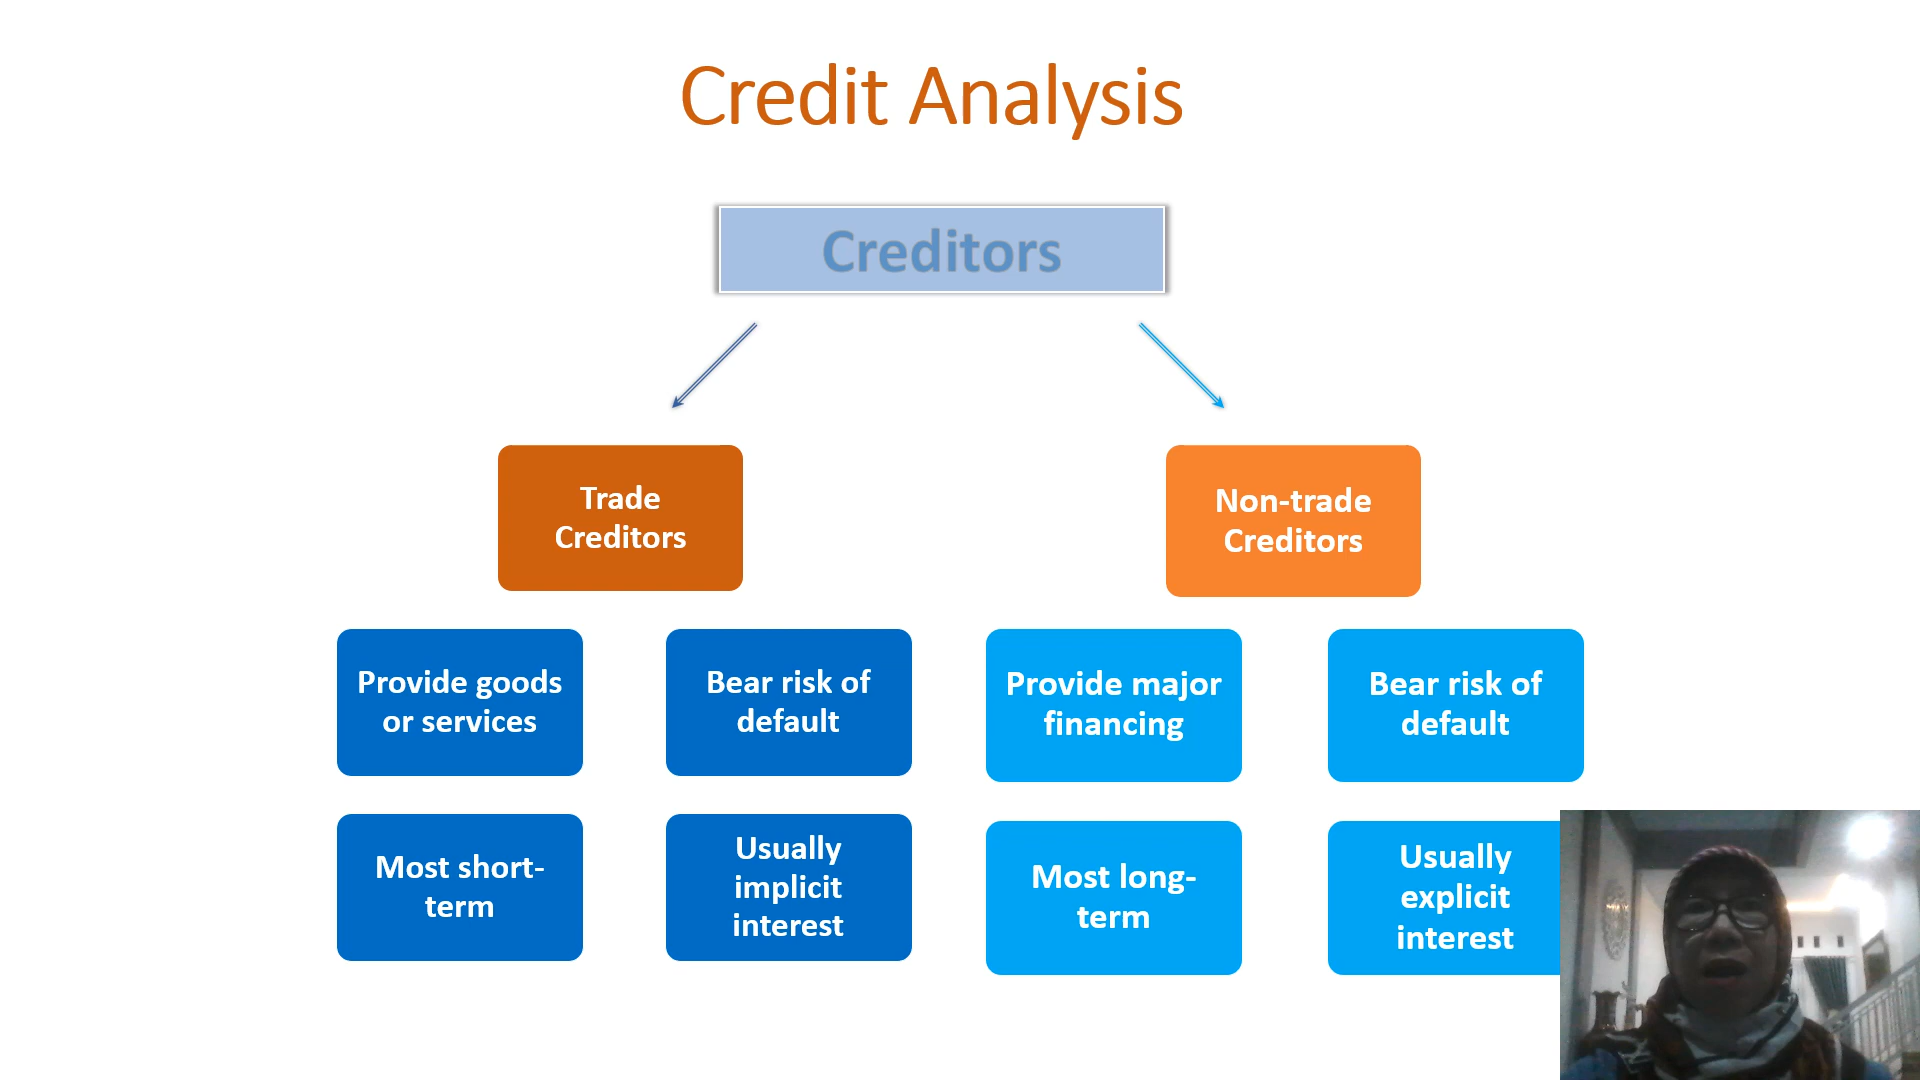 Credit Analysis
Creditors
Trade
Creditors
Non-trade
Creditors
Provide goods
or services
Bear risk of
default
Provide major
financing
Bear risk of
default
Most short-
term
Usually
implicit
interest
Most long-
term
Usually
explicit
interest